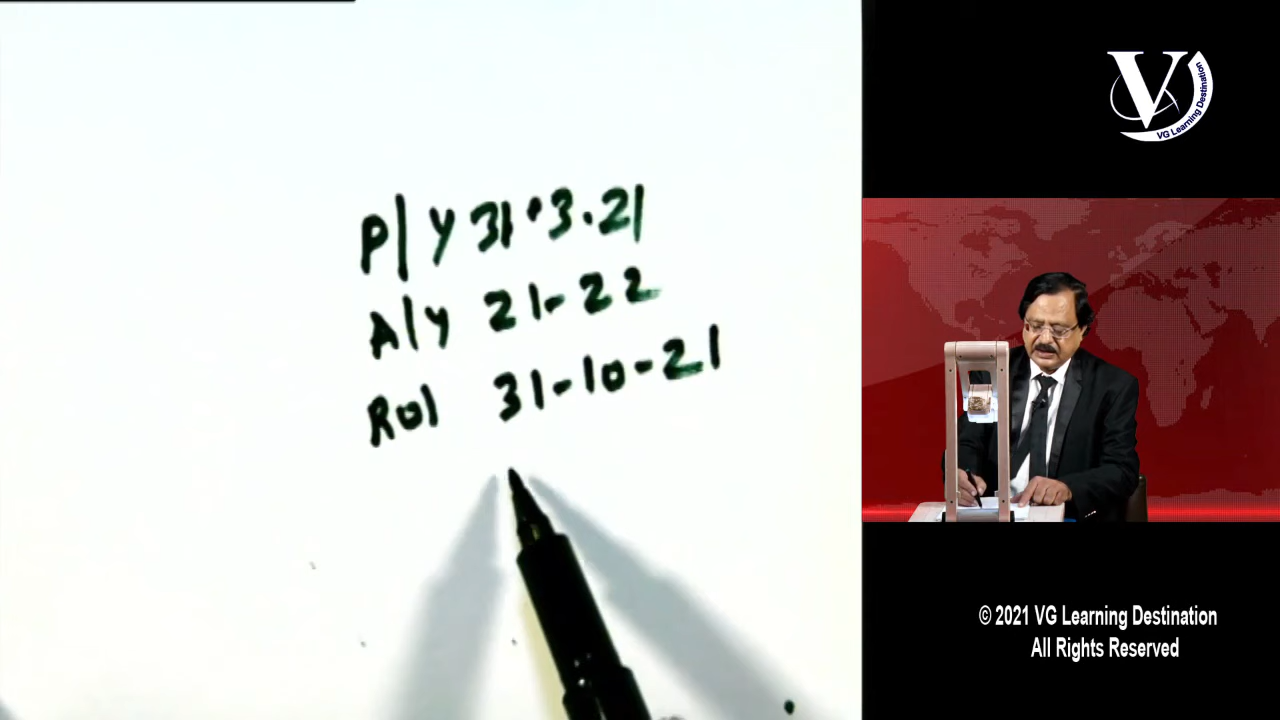 P/Y 31.3.21
A/Y 21-22
ROI 31-10-21
V
VG Learning Destination
© 2021 VG Learning Destination
All Rights Reserved